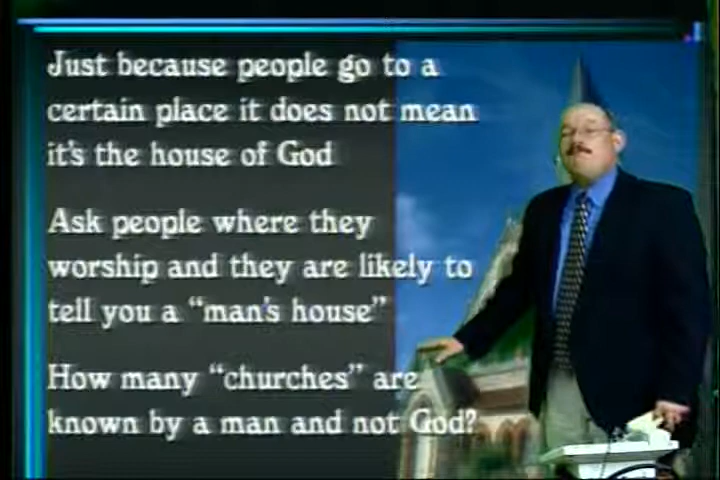 Just because people go to a
certain place it does not mean
it's the house of God
Ask people where they
worship and they are likely to
tell you a "man's house"
How many "churches" are
known by a man and not God?